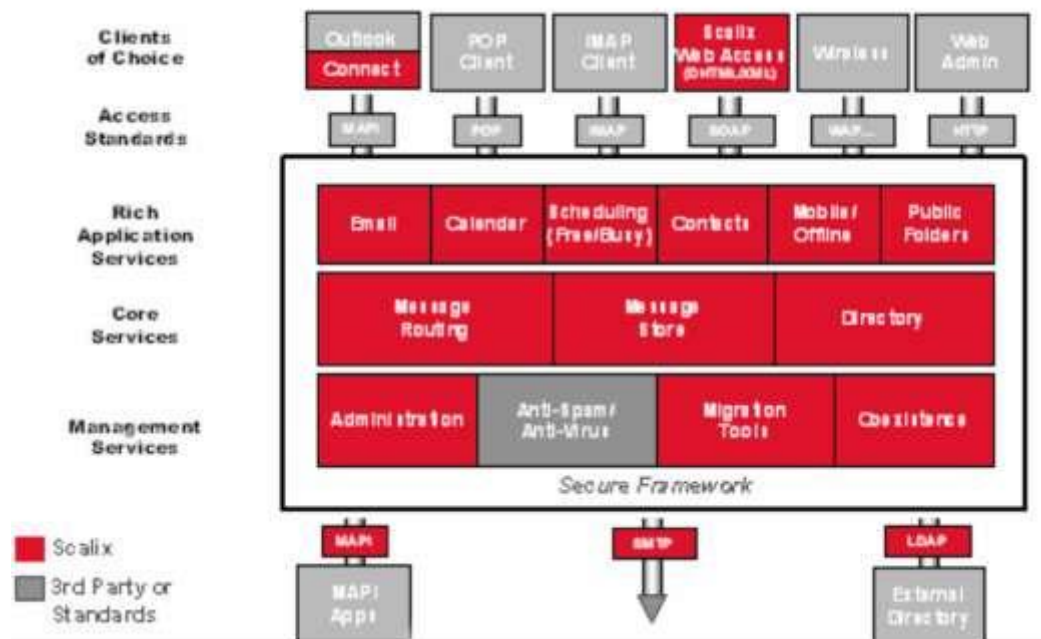 Clients
of Choice
Outlook
Connect
POP
Client
IMAP
Client
Scalix
Web Access
(DHTML/XML)
Wireless
Web
Admin
Access
Standards
MAPI
POP
IMAP
SOAP
WAP...
HTTP
Rich
Application
Services
Email
Calendar
Scheduling
(Free/Busy)
Contacts
Mobile/
Offline
Public
Folders
Core
Services
Message
Routing
Message
Store
Directory
Management
Services
Administration
Anti-Spam/
Anti-Virus
Migration
Tools
Coexistence
Secure Framework
MAPI
SMTP
LDAP
MAPI
Apps
External
Directory
Scalix
3rd Party or
Standards